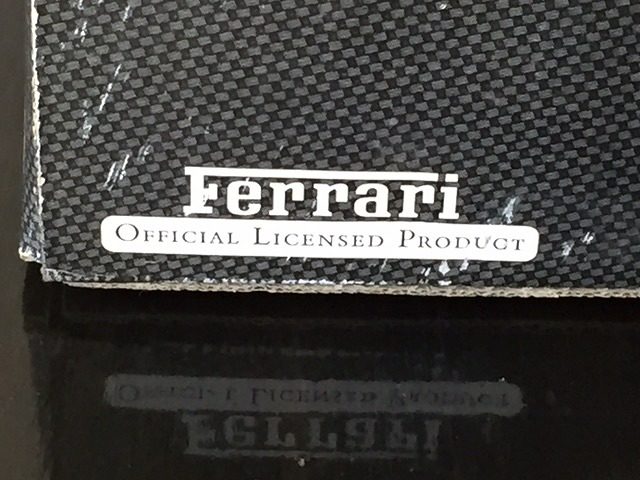 Ferrari
OFFICIAL LICENSED PRODUCT